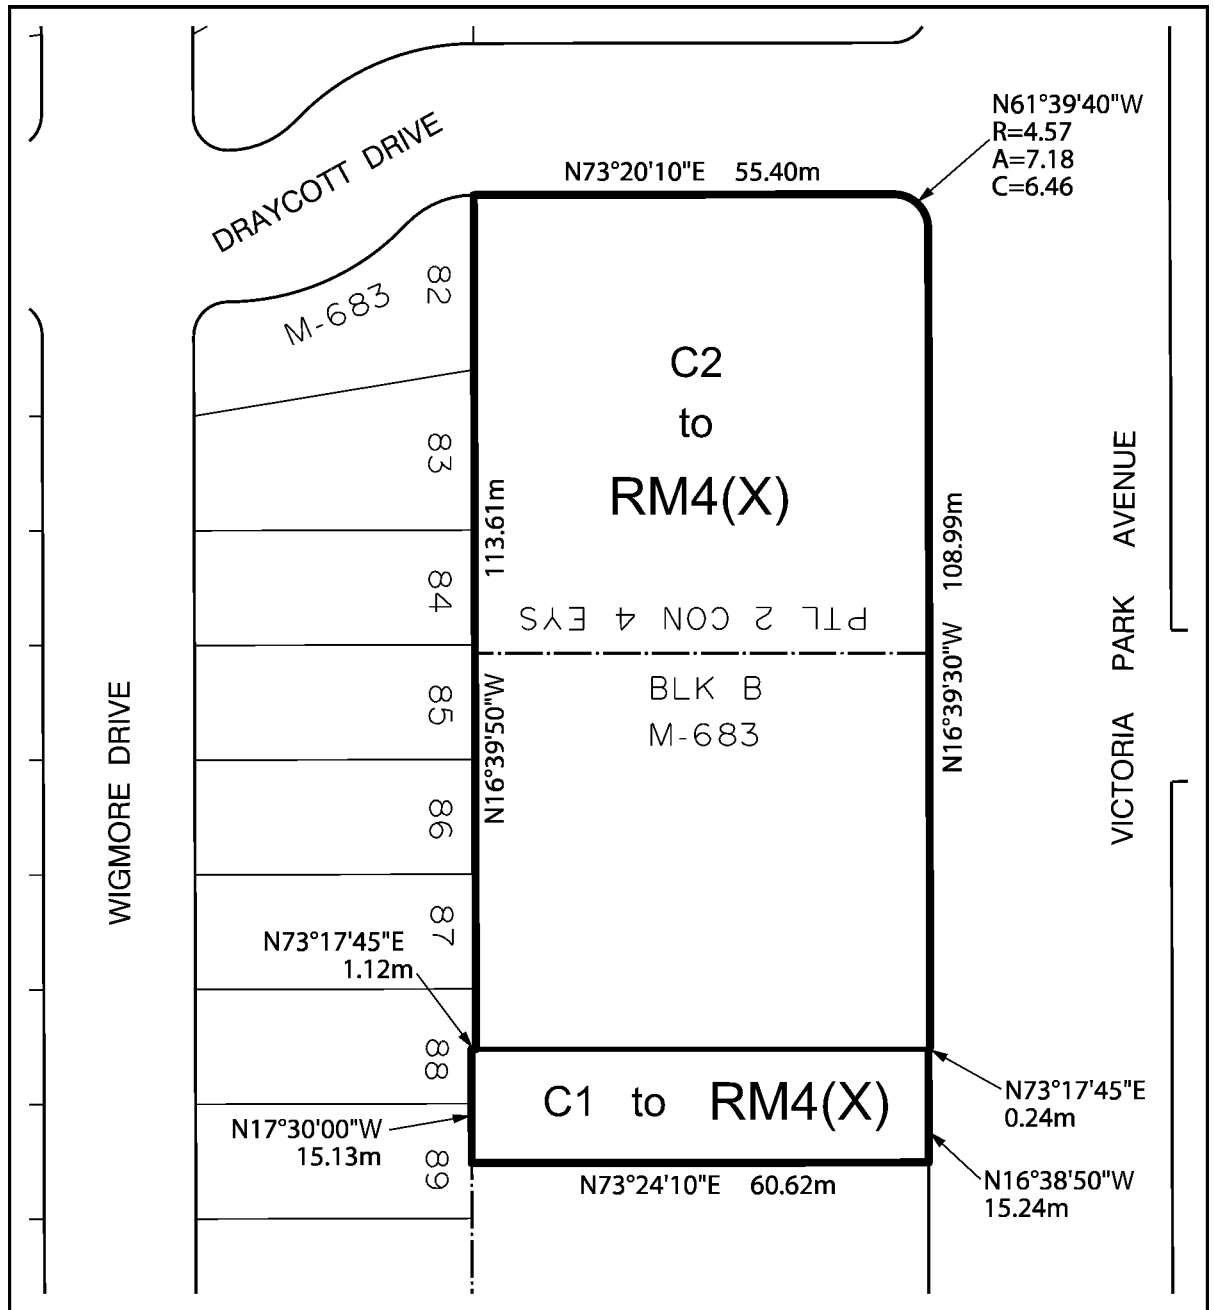 N61°39'40"W
R=4.57
A=7.18
C=6.46
DRAYCOTT DRIVE
N73°20'10"E 55.40m
M-683
82
C2
to
RM4(X)
83
113.61m
N16°39'50"W
108.99m
N16°39'30"W
VICTORIA PARK AVENUE
84
PTL 2 CON 4 EYS
BLK B
M-683
85
WIGMORE DRIVE
86
87
N73°17'45"E
1.12m
88
C1 to RM4(X)
N73°17'45"E
0.24m
N17°30'00"W
15.13m
89
N73°24'10"E 60.62m
N16°38'50"W
15.24m